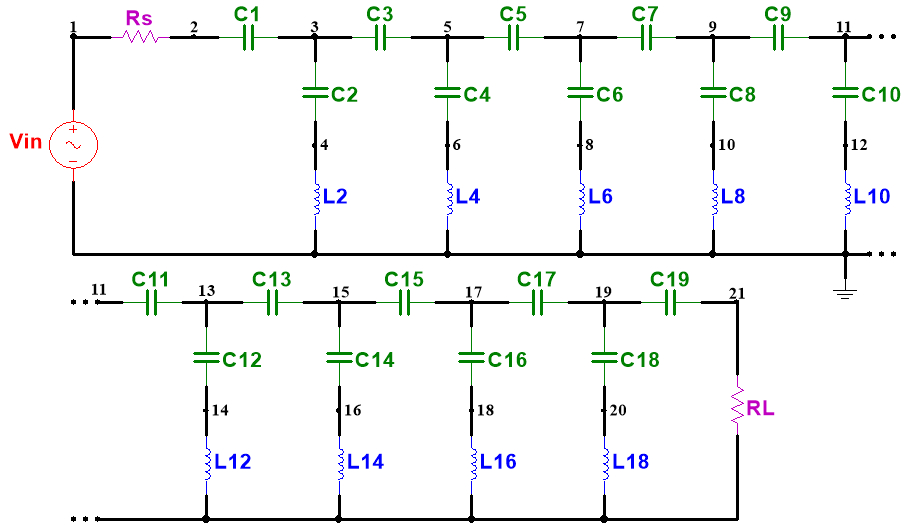 C1 C3 C5 C7 C9
Rs
1 2 3 5 7 9 11
C2 C4 C6 C8 C10
Vin + −
4 6 8 10 12
L2 L4 L6 L8 L10
C11 C13 C15 C17 C19
11 13 15 17 19 21
C12 C14 C16 C18
14 16 18 20
RL
L12 L14 L16 L18